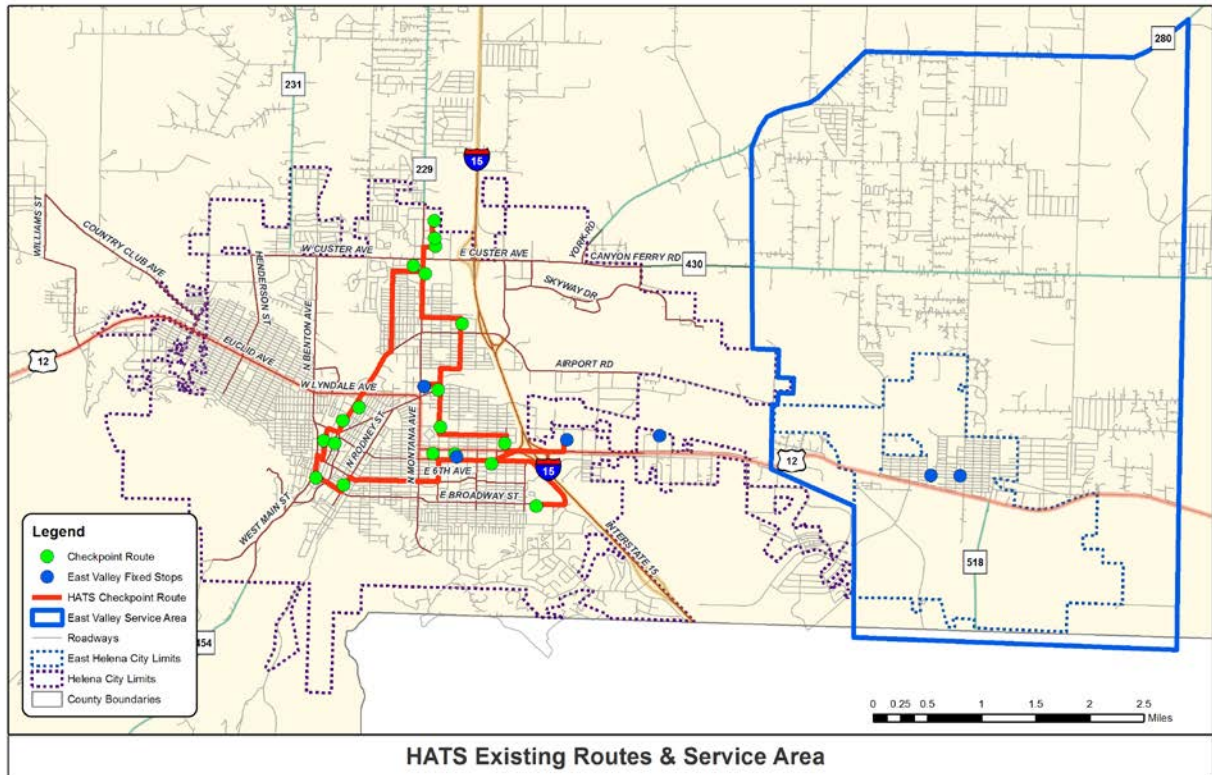 280
231
15
229
WILLIAMS ST
COUNTRY CLUB AVE
HENDERSON ST
W CUSTER AVE
E CUSTER AVE
YORK RD
CANYON FERRY RD
430
SKYWAY DR
N BENTON AVE
12
EUCLID AVE
AIRPORT RD
W LYNDALE AVE
N RODNEY ST
N MONTANA AVE
E 6TH AVE
15
12
E BROADWAY ST
WEST MAIN ST
INTERSTATE 15
518
454
Legend
Checkpoint Route
East Valley Fixed Stops
HATS Checkpoint Route
East Valley Service Area
Roadways
East Helena City Limits
Helena City Limits
County Boundaries
0 0.25 0.5 1 1.5 2 2.5
Miles
HATS Existing Routes & Service Area